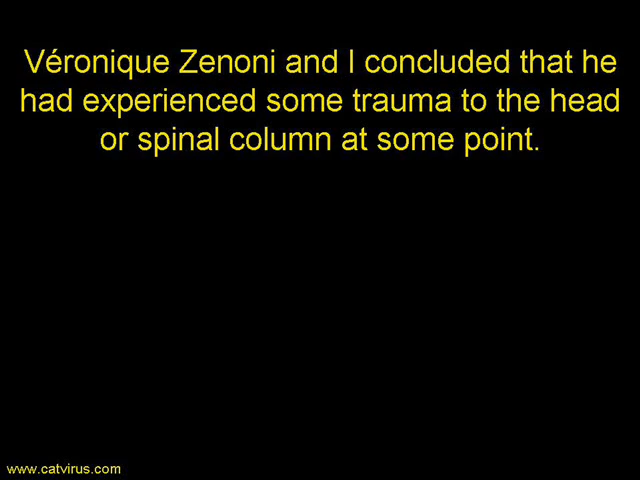 Véronique Zenoni and I concluded that he
had experienced some trauma to the head
or spinal column at some point.
www.catvirus.com